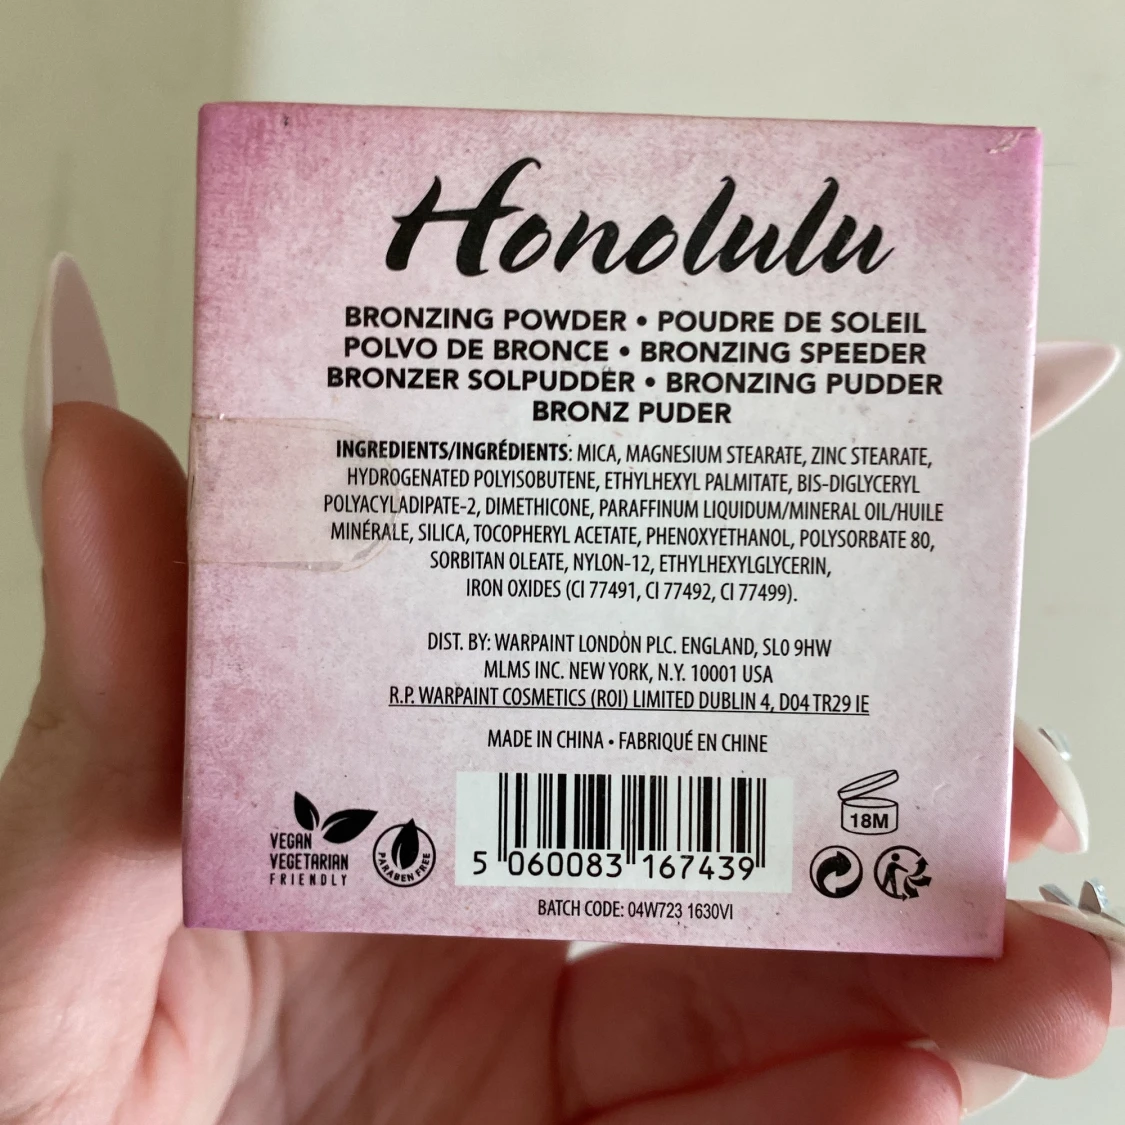 Honolulu
BRONZING POWDER • POUDRE DE SOLEIL
POLVO DE BRONCE • BRONZING SPEEDER
BRONZER SOLPUDDER • BRONZING PUDDER
BRONZ PUDER
INGREDIENTS/INGRÉDIENTS: MICA, MAGNESIUM STEARATE, ZINC STEARATE,
HYDROGENATED POLYISOBUTENE, ETHYLHEXYL PALMITATE, BIS-DIGLYCERYL
POLYACYLADIPATE-2, DIMETHICONE, PARAFFINUM LIQUIDUM/MINERAL OIL/HUILE
MINÉRALE, SILICA, TOCOPHERYL ACETATE, PHENOXYETHANOL, POLYSORBATE 80,
SORBITAN OLEATE, NYLON-12, ETHYLHEXYLGLYCERIN,
IRON OXIDES (CI 77491, CI 77492, CI 77499).
DIST. BY: WARPAINT LONDON PLC. ENGLAND, SL0 9HW
MLMS INC. NEW YORK, N.Y. 10001 USA
R.P. WARPAINT COSMETICS (ROI) LIMITED DUBLIN 4, D04 TR29 IE
MADE IN CHINA • FABRIQUÉ EN CHINE
VEGAN
VEGETARIAN
FRIENDLY
PARABEN FREE
5 060083 167439
18M
BATCH CODE: 04W723 1630VI